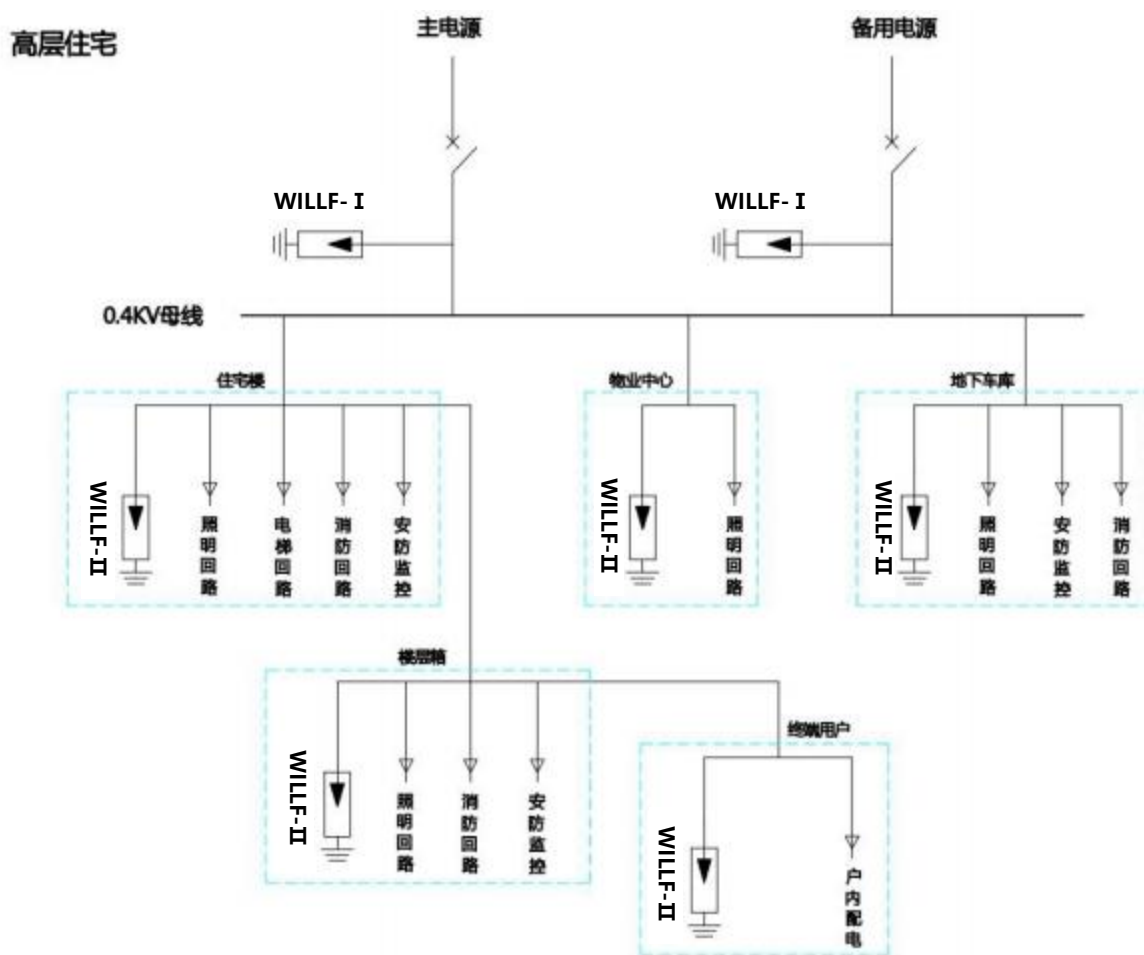 高层住宅
主电源
备用电源
WILLF-Ⅰ
WILLF-Ⅰ
0.4KV母线
住宅楼
物业中心
地下车库
WILLF-Ⅱ
照明回路
电梯回路
消防回路
安防监控
WILLF-Ⅱ
照明回路
WILLF-Ⅱ
照明回路
安防监控
消防回路
楼层箱
终端用户
WILLF-Ⅱ
照明回路
消防回路
安防监控
WILLF-Ⅱ
户内配电